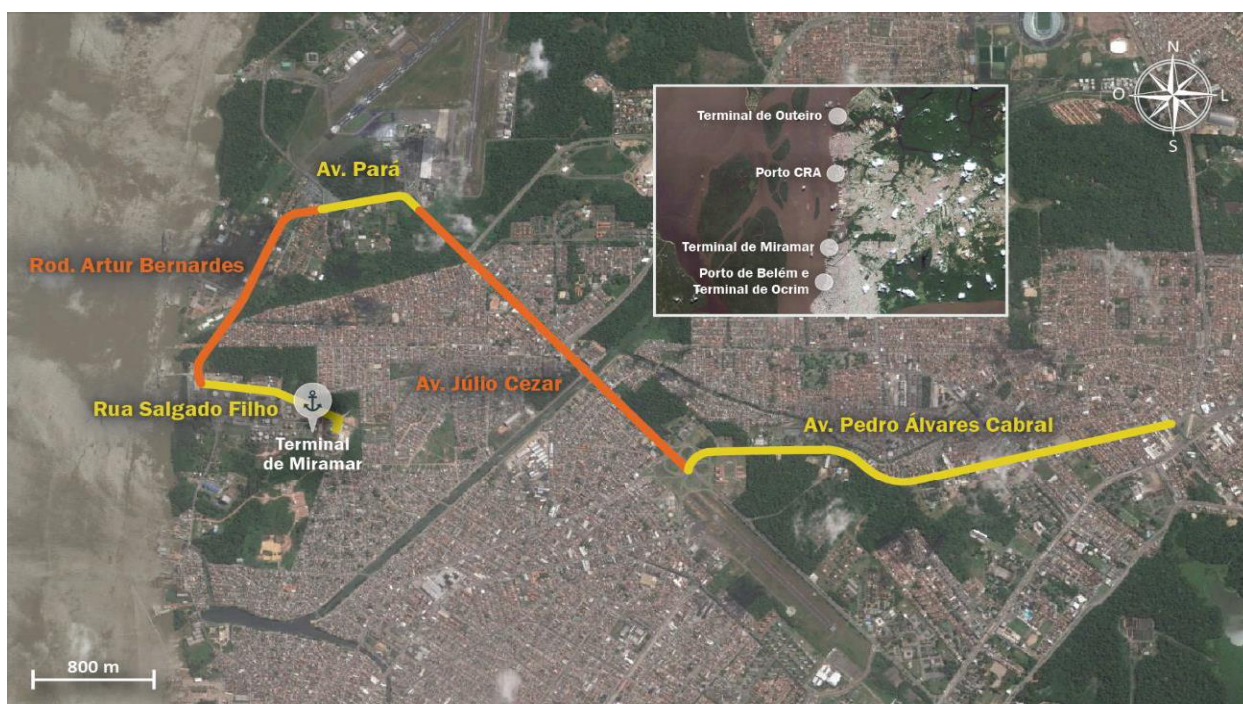 N
O
L
S
Terminal de Outeiro
Porto CRA
Terminal de Miramar
Porto de Belém e
Terminal de Ocrim
Av. Pará
Rod. Artur Bernardes
Av. Júlio Cezar
Rua Salgado Filho
Terminal
de Miramar
Av. Pedro Álvares Cabral
800 m